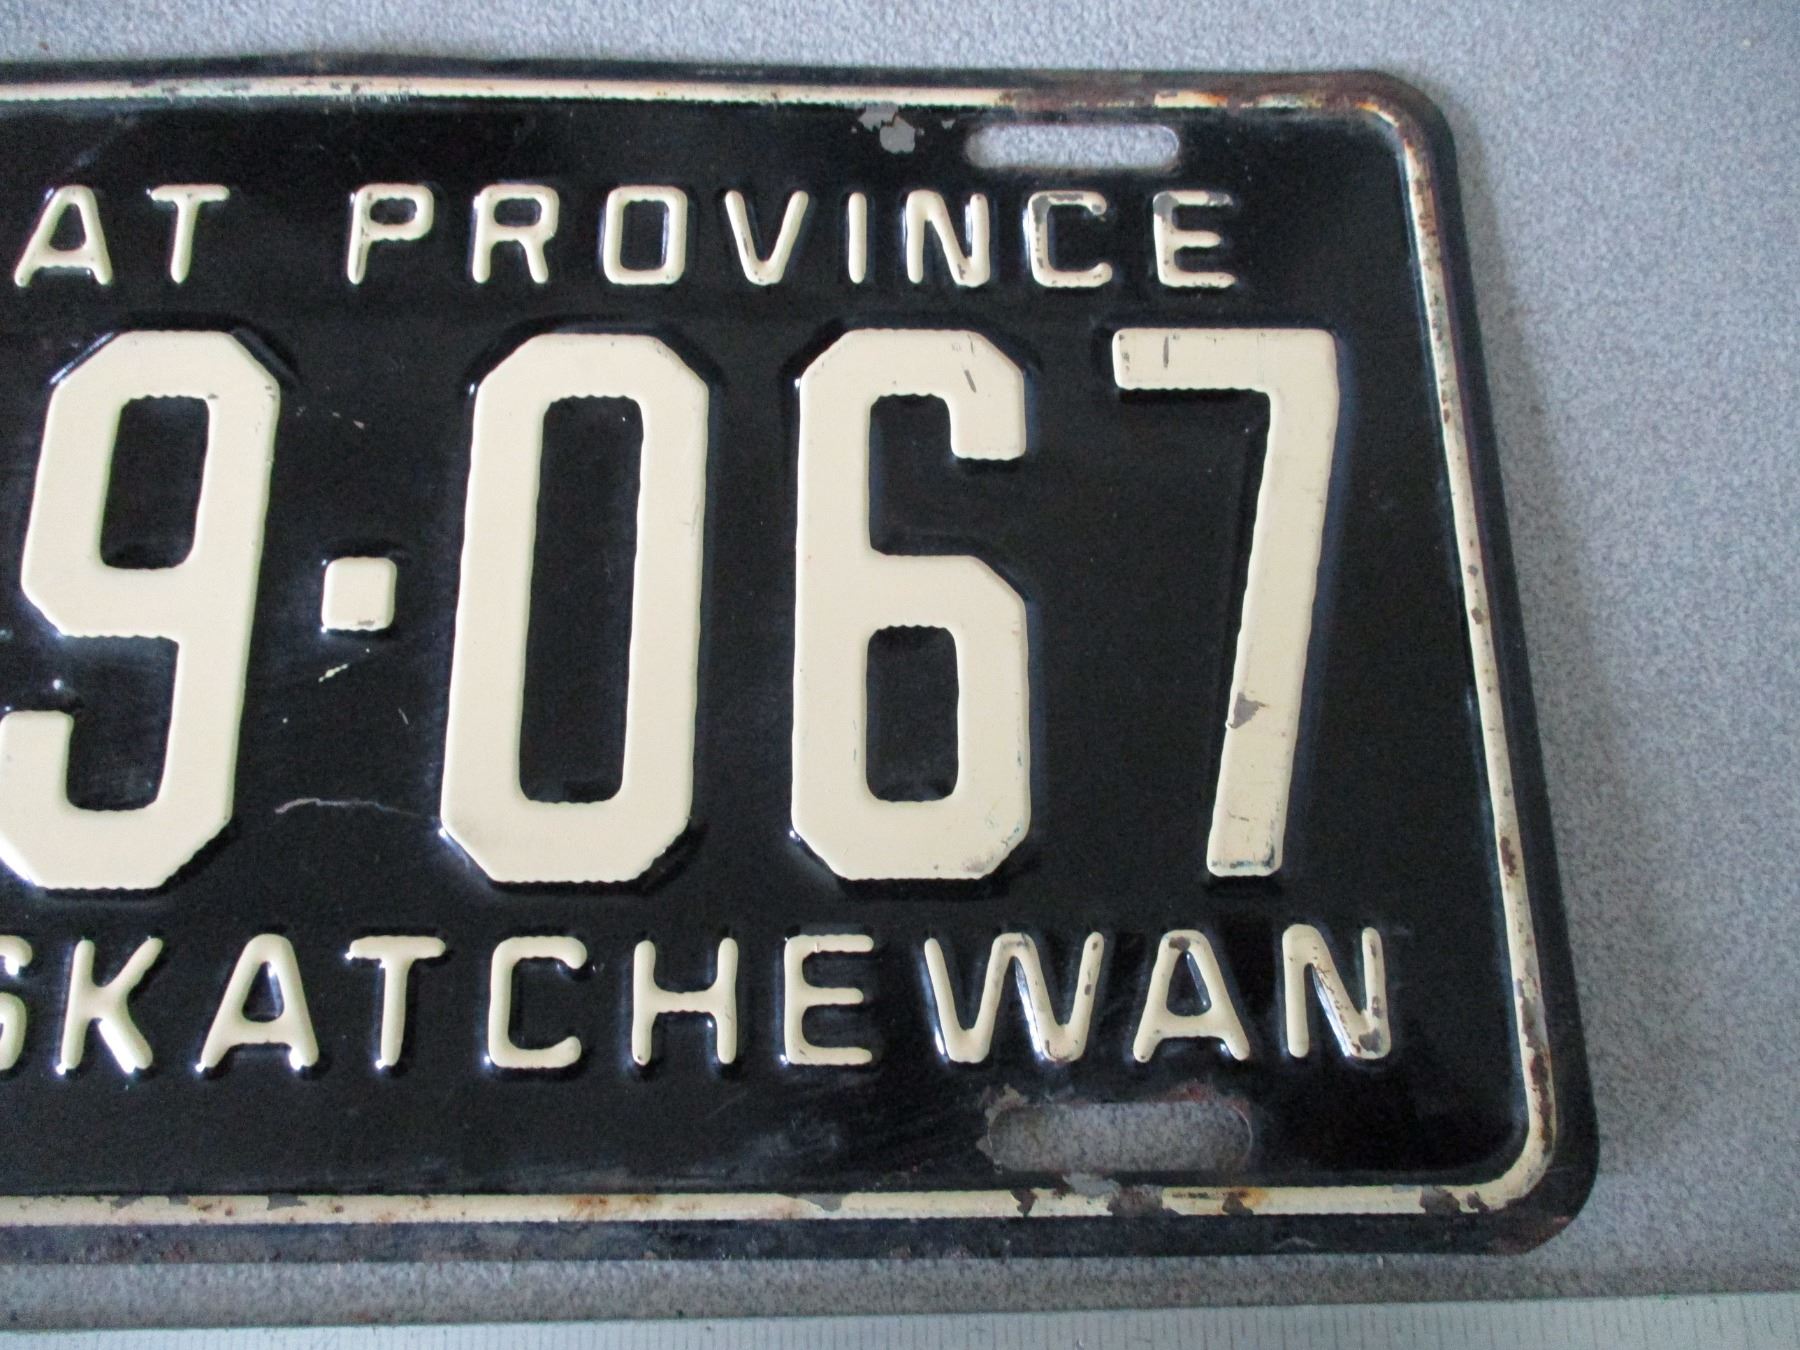 AT PROVINCE
9·067
SKATCHEWAN